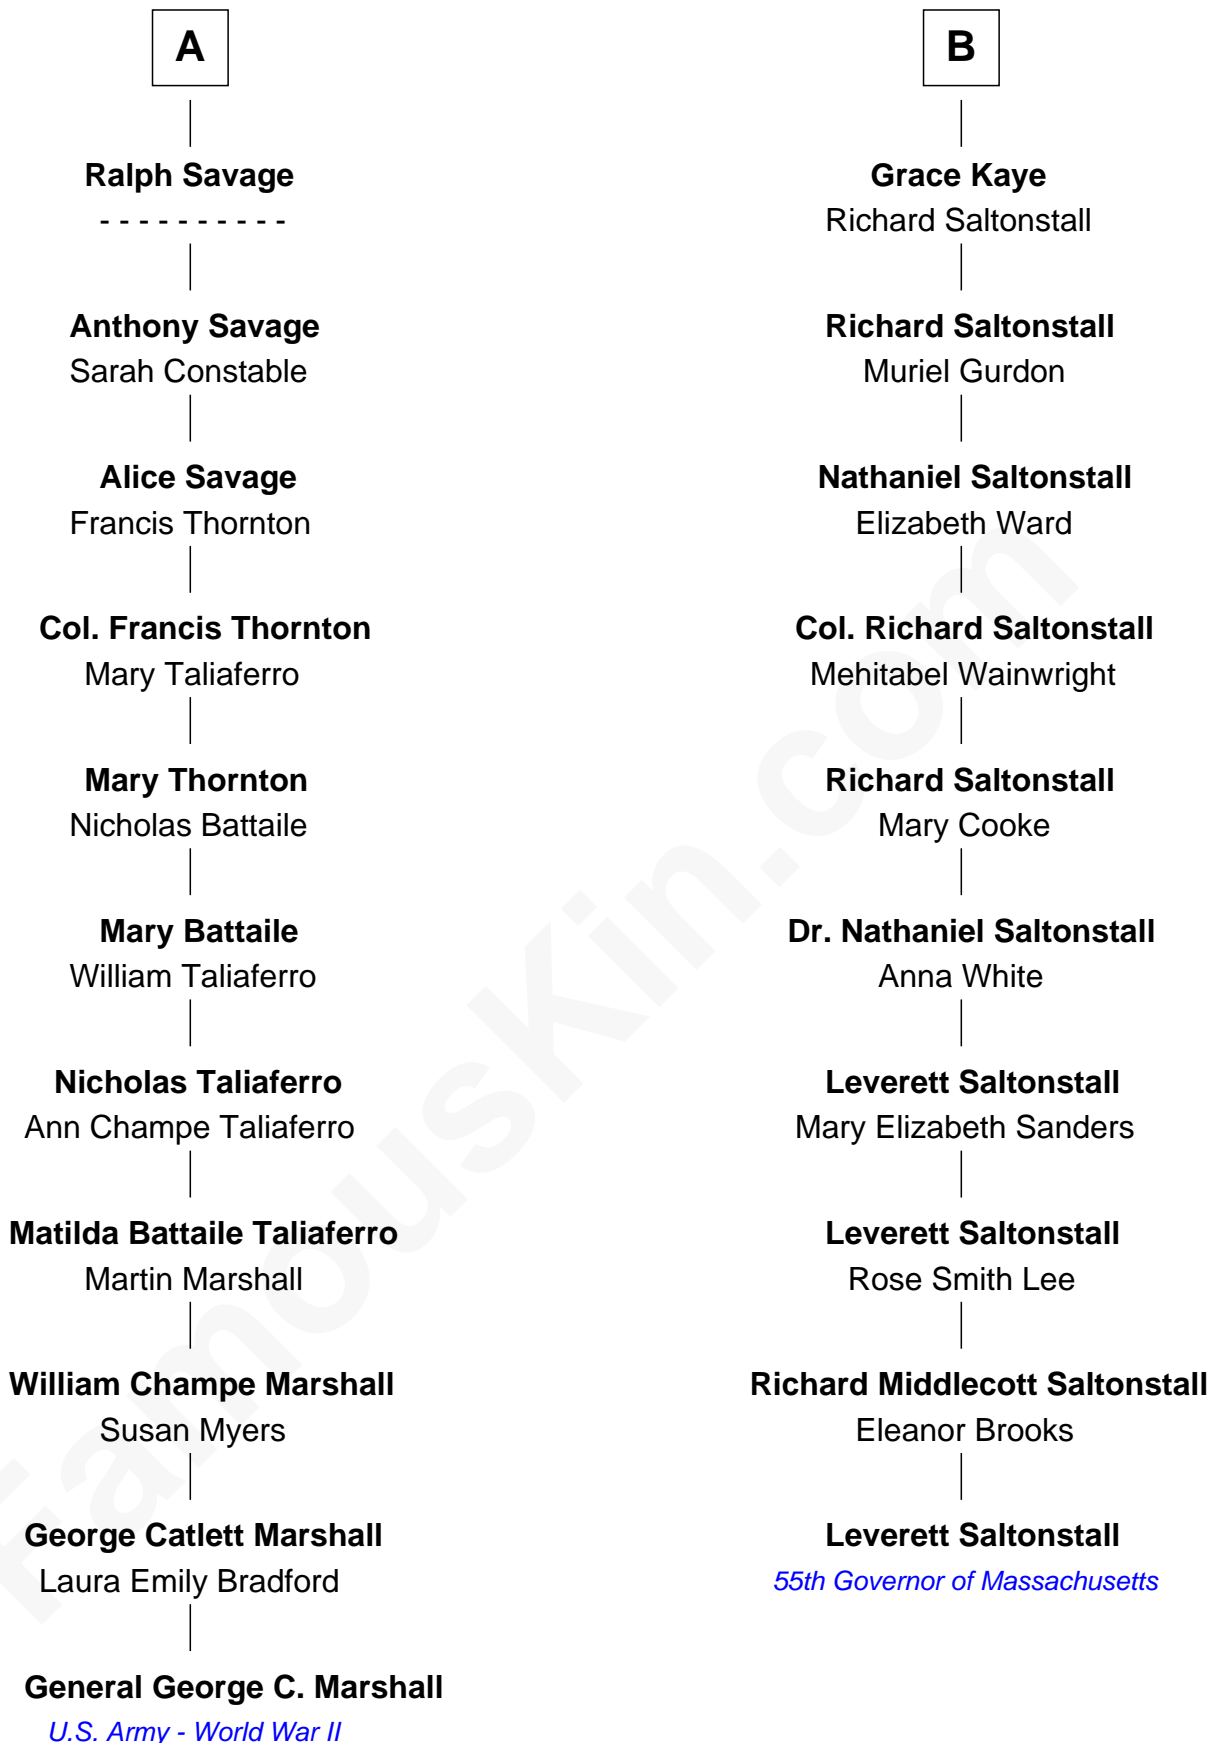 A
B
Ralph Savage
- - - - - - - - - -
Grace Kaye
Richard Saltonstall
Anthony Savage
Sarah Constable
Richard Saltonstall
Muriel Gurdon
Alice Savage
Francis Thornton
Nathaniel Saltonstall
Elizabeth Ward
Col. Francis Thornton
Mary Taliaferro
Col. Richard Saltonstall
Mehitabel Wainwright
Mary Thornton
Nicholas Battaile
Richard Saltonstall
Mary Cooke
Mary Battaile
William Taliaferro
Dr. Nathaniel Saltonstall
Anna White
Nicholas Taliaferro
Ann Champe Taliaferro
Leverett Saltonstall
Mary Elizabeth Sanders
Matilda Battaile Taliaferro
Martin Marshall
Leverett Saltonstall
Rose Smith Lee
William Champe Marshall
Susan Myers
Richard Middlecott Saltonstall
Eleanor Brooks
George Catlett Marshall
Laura Emily Bradford
Leverett Saltonstall
55th Governor of Massachusetts
General George C. Marshall
U.S. Army - World War II
FamousKin.com